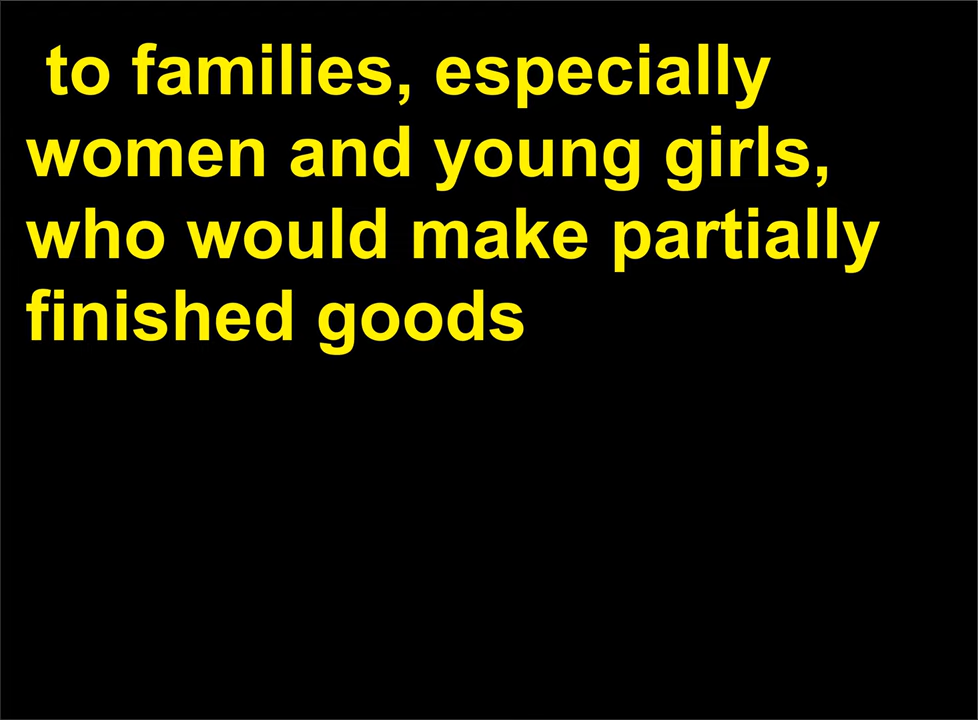 to families, especially
women and young girls,
who would make partially
finished goods